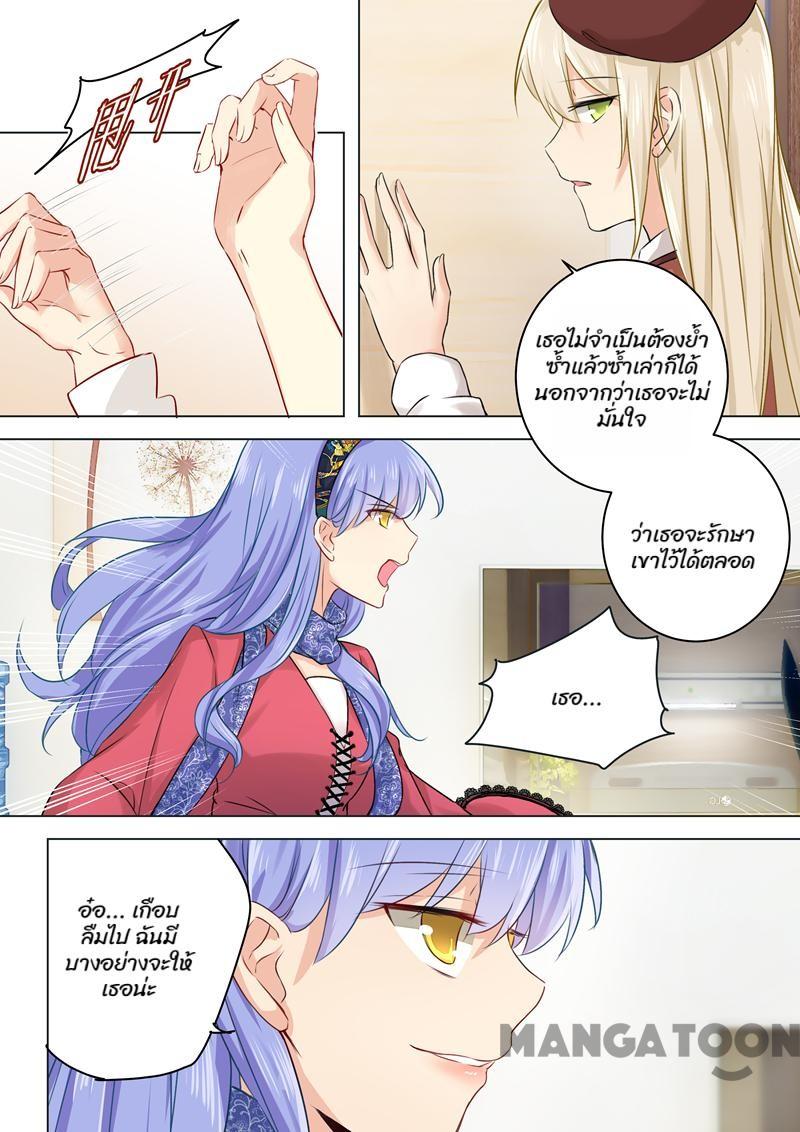 甩开
เธอไม่จำเป็นต้องย้ำ
ซ้ำแล้วซ้ำเล่าก็ได้
นอกจากว่าเธอจะไม่
มั่นใจ
ว่าเธอจะรักษา
เขาไว้ได้ตลอด
เธอ...
อ๋อ... เกือบ
ลืมไป ฉันมี
บางอย่างจะให้
เธอน่ะ
MANGATOON